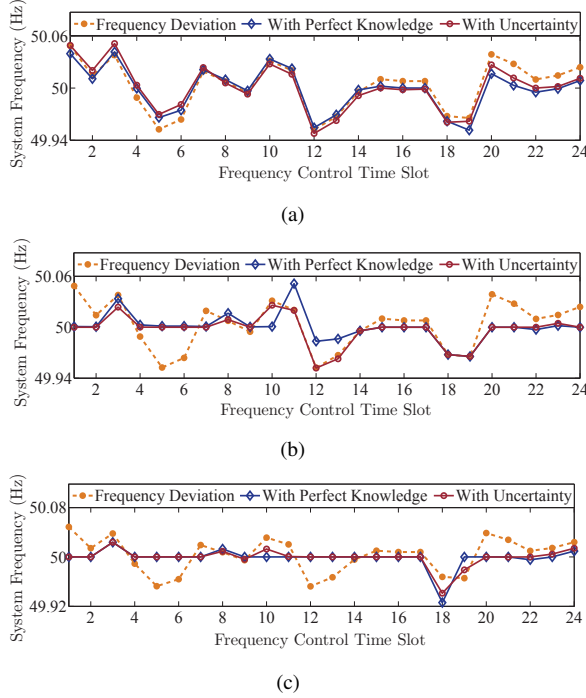 Frequency Deviation With Perfect Knowledge With Uncertainty
System Frequency (Hz)
50.06
50
49.94
2 4 6 8 10 12 14 16 18 20 22 24
Frequency Control Time Slot
(a)
Frequency Deviation With Perfect Knowledge With Uncertainty
System Frequency (Hz)
50.06
50
49.94
2 4 6 8 10 12 14 16 18 20 22 24
Frequency Control Time Slot
(b)
Frequency Deviation With Perfect Knowledge With Uncertainty
System Frequency (Hz)
50.08
50
49.92
2 4 6 8 10 12 14 16 18 20 22 24
Frequency Control Time Slot
(c)